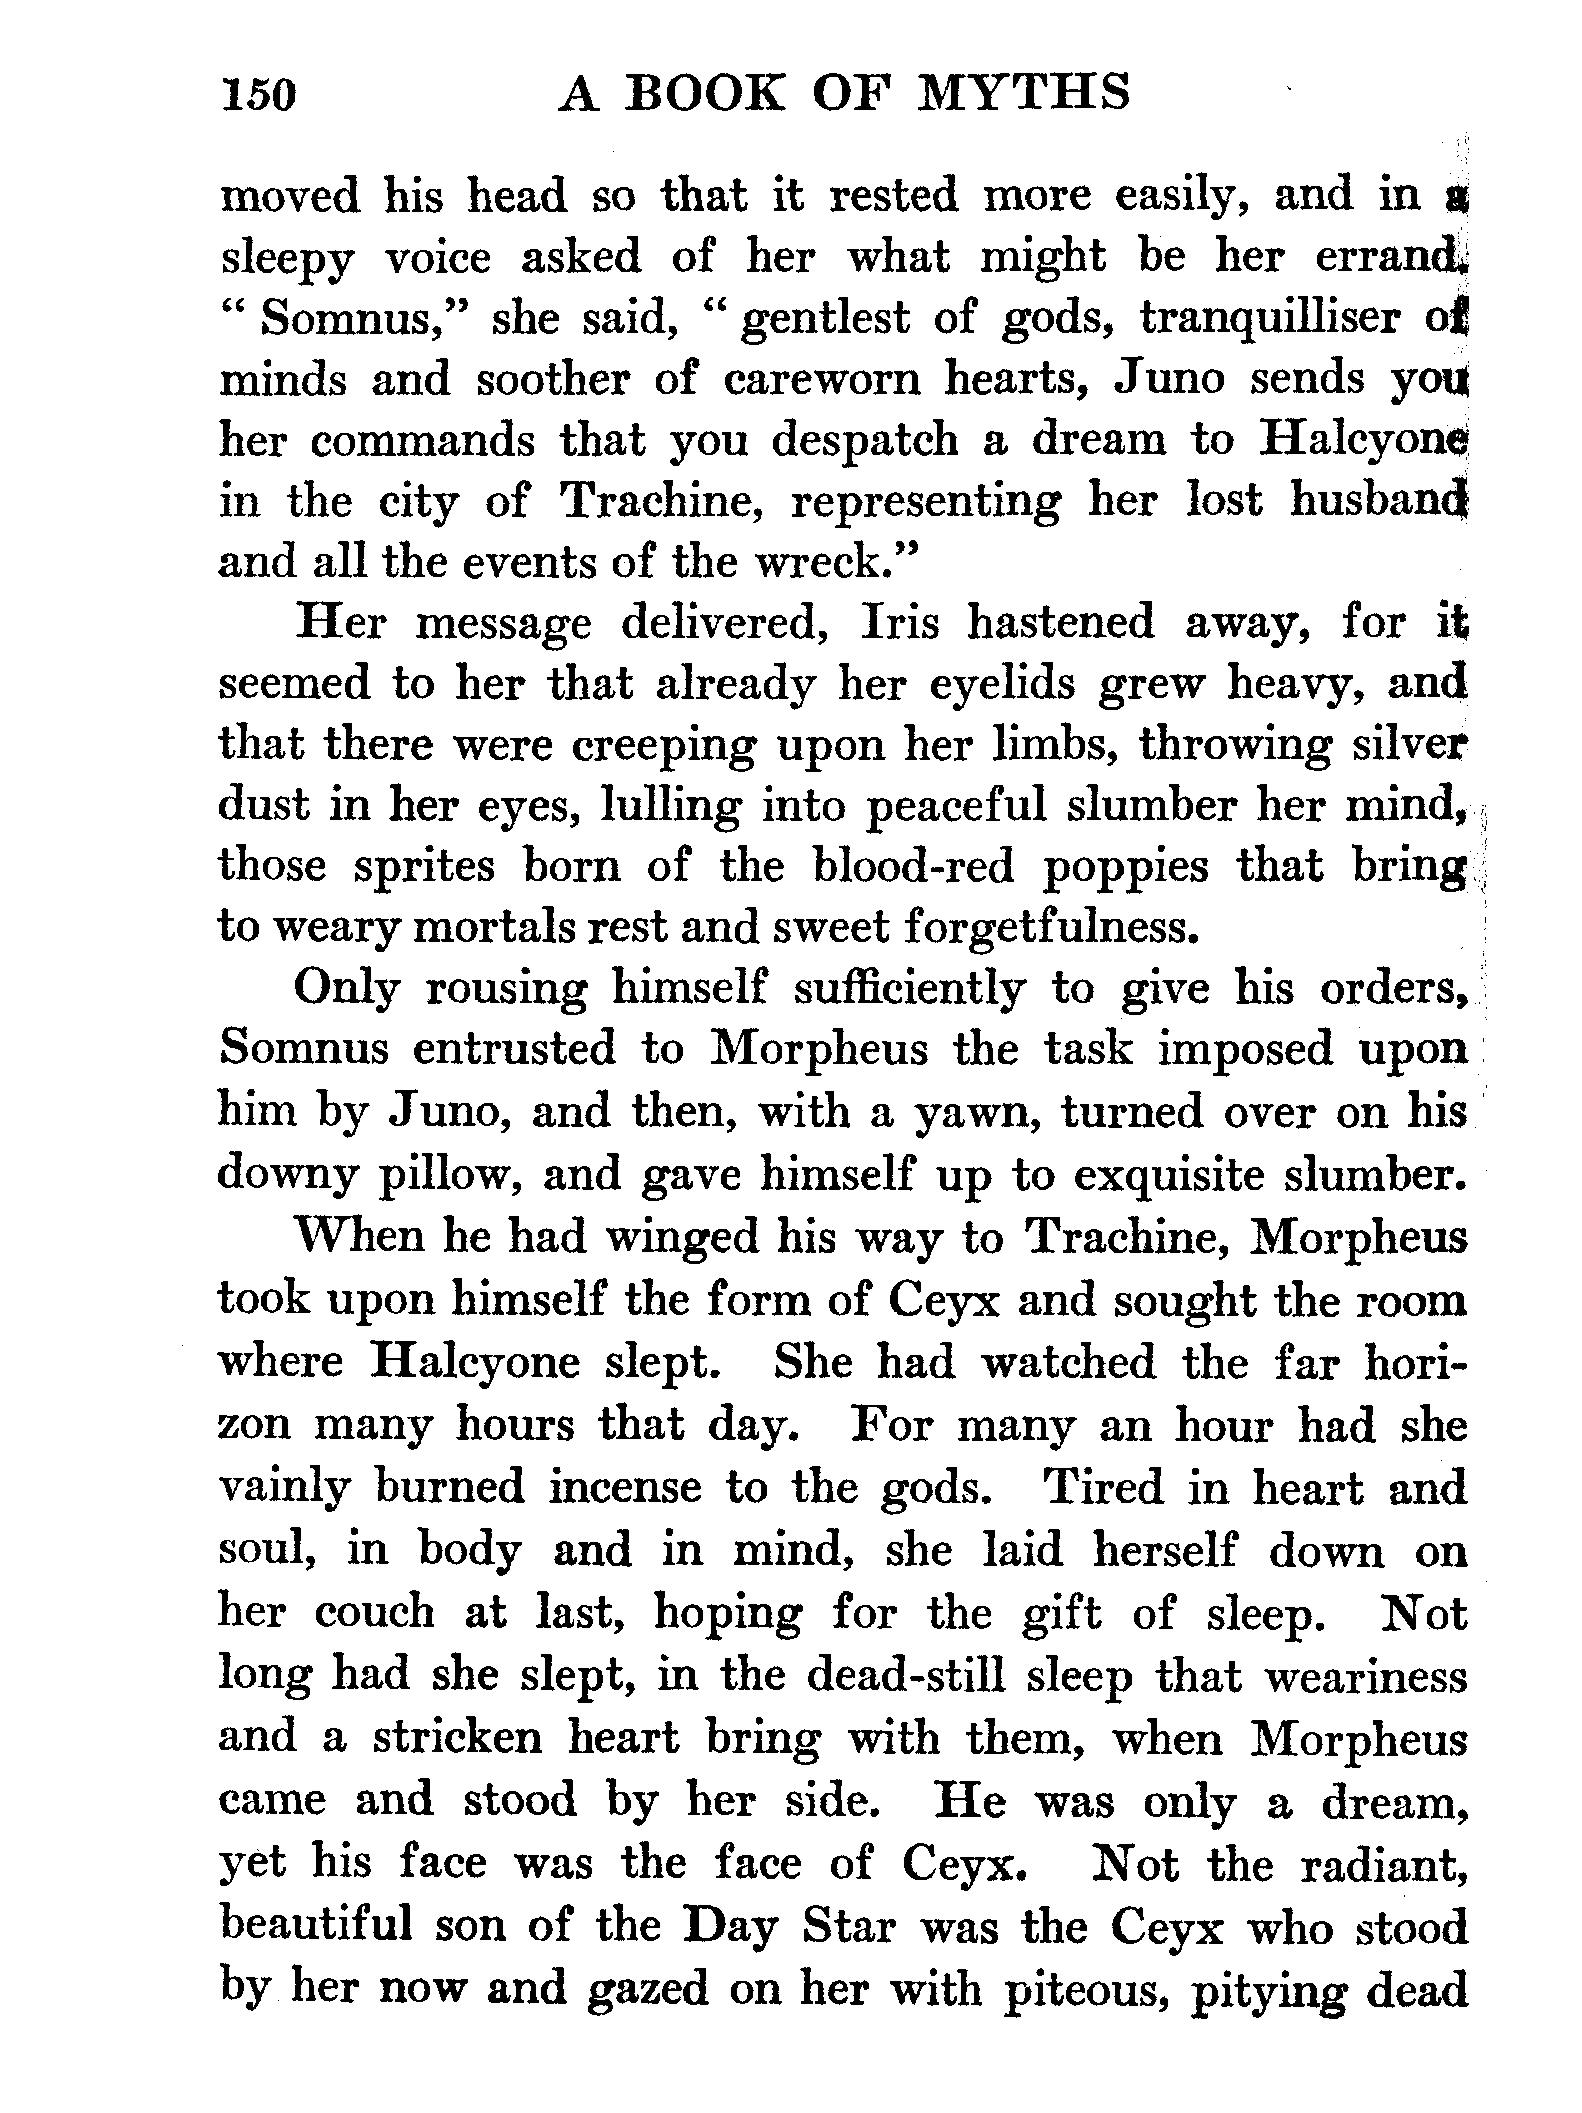 150 A BOOK OF MYTHS
moved his head so that it rested more easily, and in a
sleepy voice asked of her what might be her errand.
“ Somnus,” she said, “ gentlest of gods, tranquilliser of
minds and soother of careworn hearts, Juno sends you
her commands that you despatch a dream to Halcyone
in the city of Trachine, representing her lost husband
and all the events of the wreck.”
Her message delivered, Iris hastened away, for it
seemed to her that already her eyelids grew heavy, and
that there were creeping upon her limbs, throwing silver
dust in her eyes, lulling into peaceful slumber her mind,
those sprites born of the blood-red poppies that bring
to weary mortals rest and sweet forgetfulness.
Only rousing himself sufficiently to give his orders,
Somnus entrusted to Morpheus the task imposed upon
him by Juno, and then, with a yawn, turned over on his
downy pillow, and gave himself up to exquisite slumber.
When he had winged his way to Trachine, Morpheus
took upon himself the form of Ceyx and sought the room
where Halcyone slept. She had watched the far hori-
zon many hours that day. For many an hour had she
vainly burned incense to the gods. Tired in heart and
soul, in body and in mind, she laid herself down on
her couch at last, hoping for the gift of sleep. Not
long had she slept, in the dead-still sleep that weariness
and a stricken heart bring with them, when Morpheus
came and stood by her side. He was only a dream,
yet his face was the face of Ceyx. Not the radiant,
beautiful son of the Day Star was the Ceyx who stood
by her now and gazed on her with piteous, pitying dead